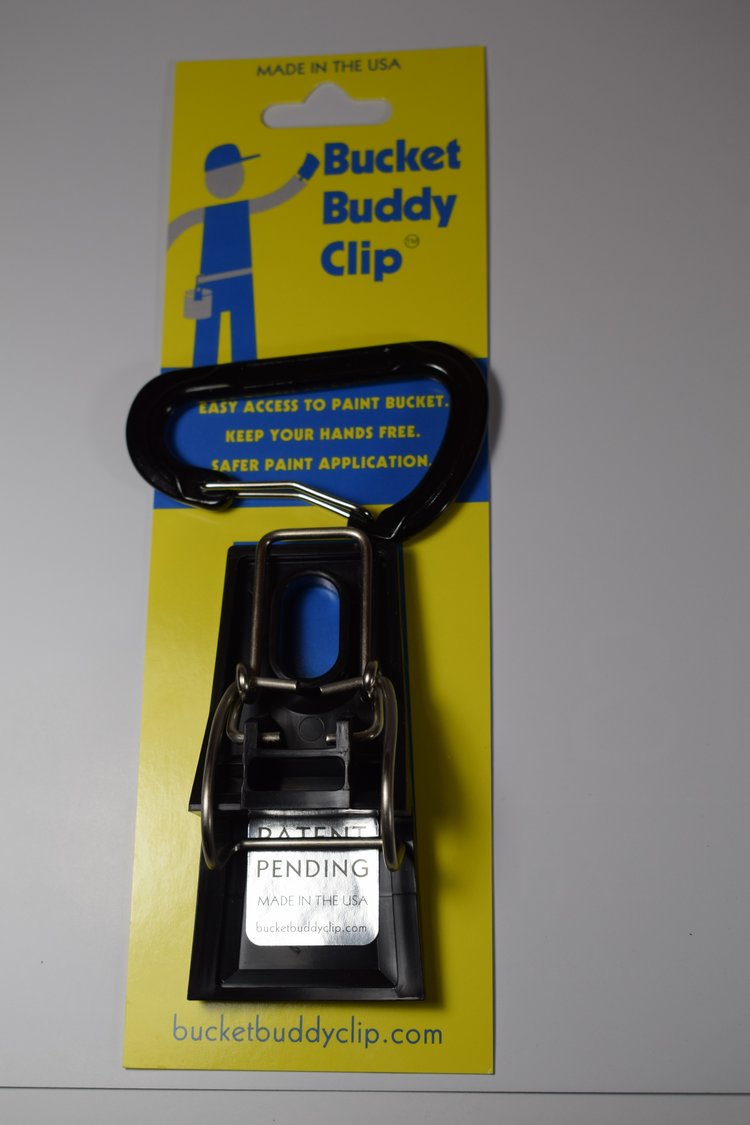 MADE IN THE USA
Bucket
Buddy
Clip™
EASY ACCESS TO PAINT BUCKET.
KEEP YOUR HANDS FREE.
SAFER PAINT APPLICATION.
PATENT
PENDING
MADE IN THE USA
bucketbuddyclip.com
bucketbuddyclip.com